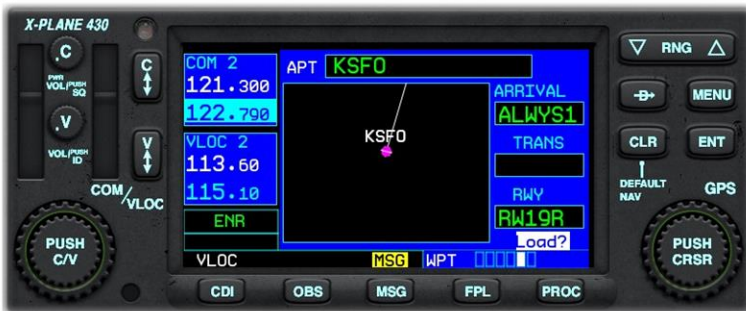 X-PLANE 430
C
PWR
VOL/PUSH
SQ
V
VOL/PUSH
ID
COM/VLOC
PUSH
C/V
C
V
COM 2
121.300
122.790
VLOC 2
113.60
115.10
ENR
VLOC
MSG
WPT
APT KSFO
KSFO
ARRIVAL
ALWYS1
TRANS
RWY
RW19R
Load?
RNG
D
MENU
CLR
ENT
DEFAULT
NAV
GPS
PUSH
CRSR
CDI
OBS
MSG
FPL
PROC